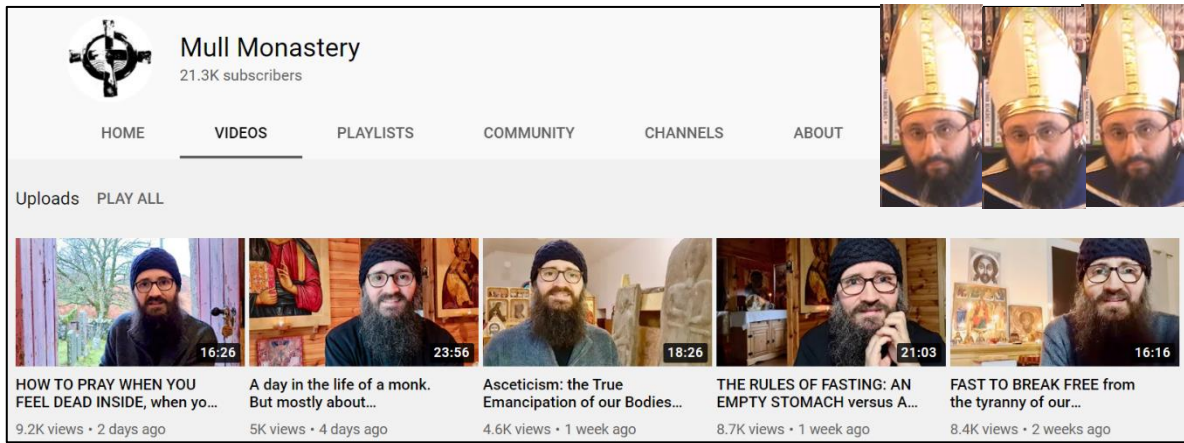 Mull Monastery
21.3K subscribers
HOME VIDEOS PLAYLISTS COMMUNITY CHANNELS ABOUT
Uploads PLAY ALL
16:26 23:56 18:26 21:03 16:16
HOW TO PRAY WHEN YOU
FEEL DEAD INSIDE, when yo...
9.2K views • 2 days ago
A day in the life of a monk.
But mostly about...
5K views • 4 days ago
Asceticism: the True
Emancipation of our Bodies...
4.6K views • 1 week ago
THE RULES OF FASTING: AN
EMPTY STOMACH versus A...
8.7K views • 1 week ago
FAST TO BREAK FREE from
the tyranny of our...
8.4K views • 2 weeks ago